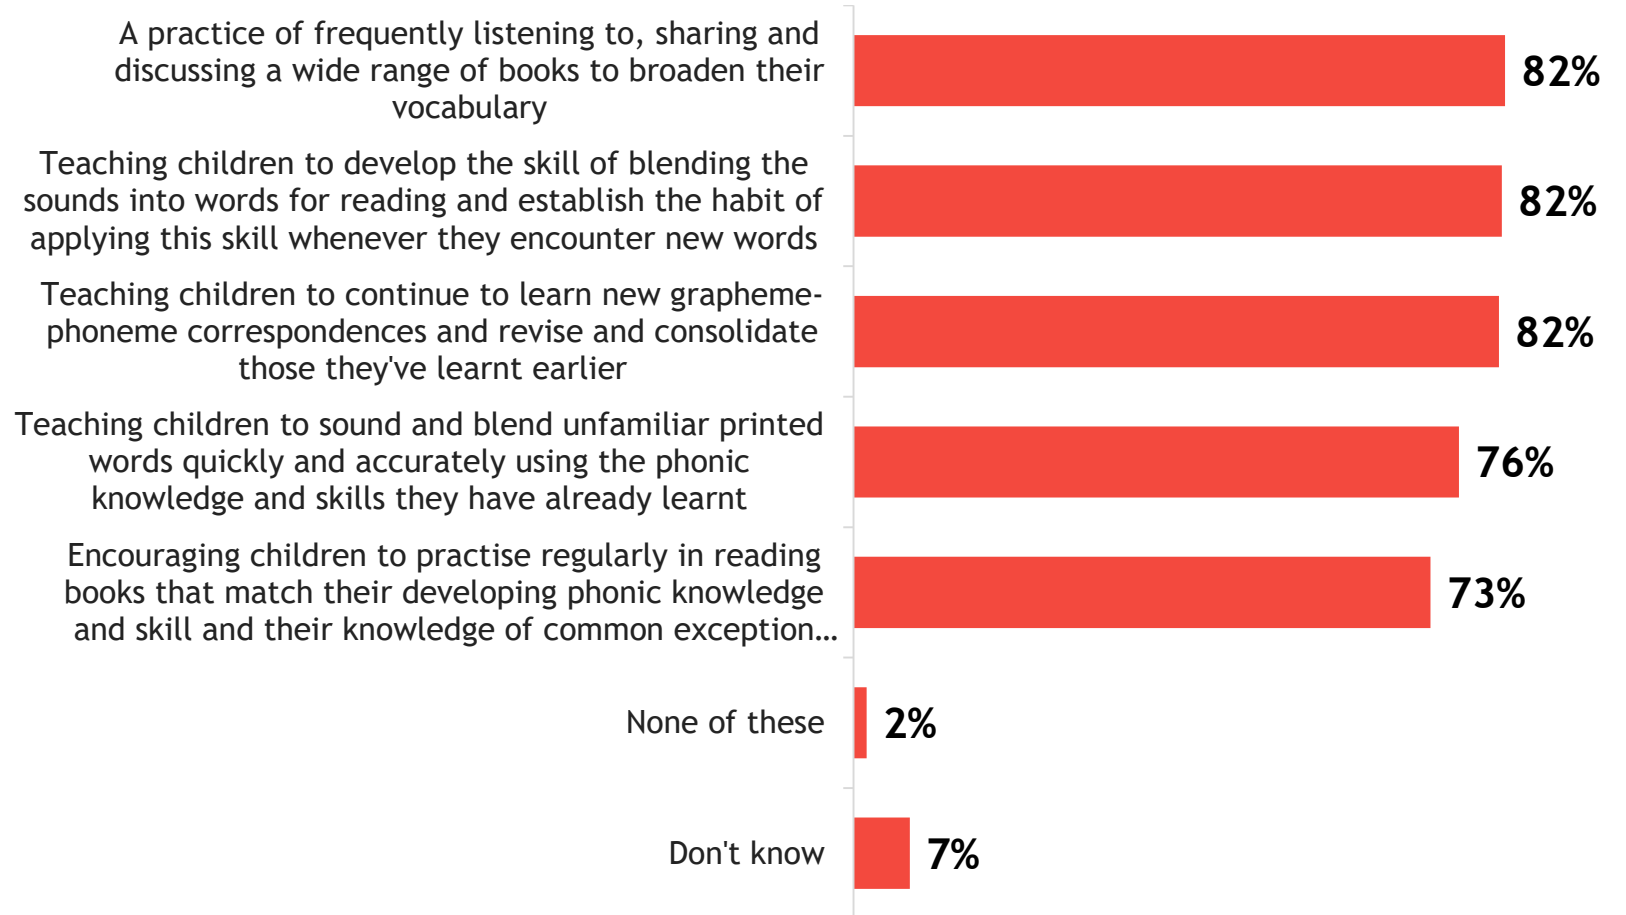 A practice of frequently listening to, sharing and
discussing a wide range of books to broaden their
vocabulary
82%
Teaching children to develop the skill of blending the
sounds into words for reading and establish the habit of
applying this skill whenever they encounter new words
82%
Teaching children to continue to learn new grapheme-
phoneme correspondences and revise and consolidate
those they've learnt earlier
82%
Teaching children to sound and blend unfamiliar printed
words quickly and accurately using the phonic
knowledge and skills they have already learnt
76%
Encouraging children to practise regularly in reading
books that match their developing phonic knowledge
and skill and their knowledge of common exception…
73%
None of these
2%
Don't know
7%